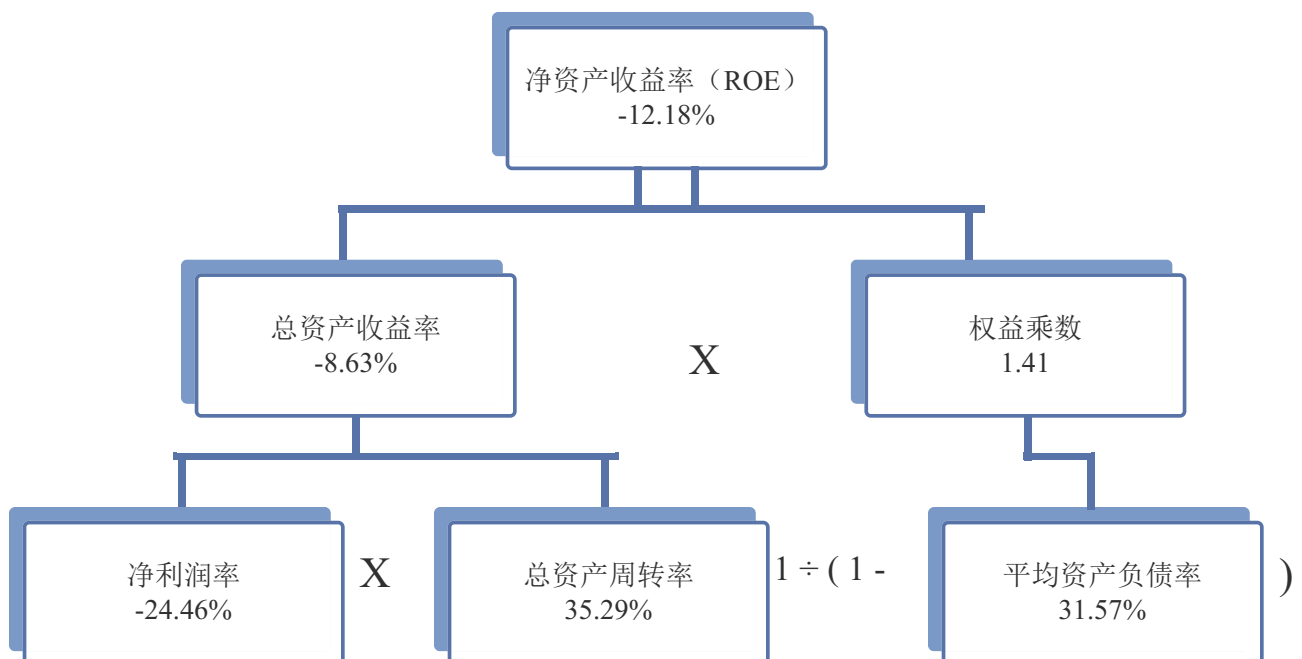 净资产收益率（ROE）
-12.18%
总资产收益率
-8.63%
X
权益乘数
1.41
净利润率
-24.46%
X
总资产周转率
35.29%
1 ÷ ( 1 -
平均资产负债率
31.57%
)